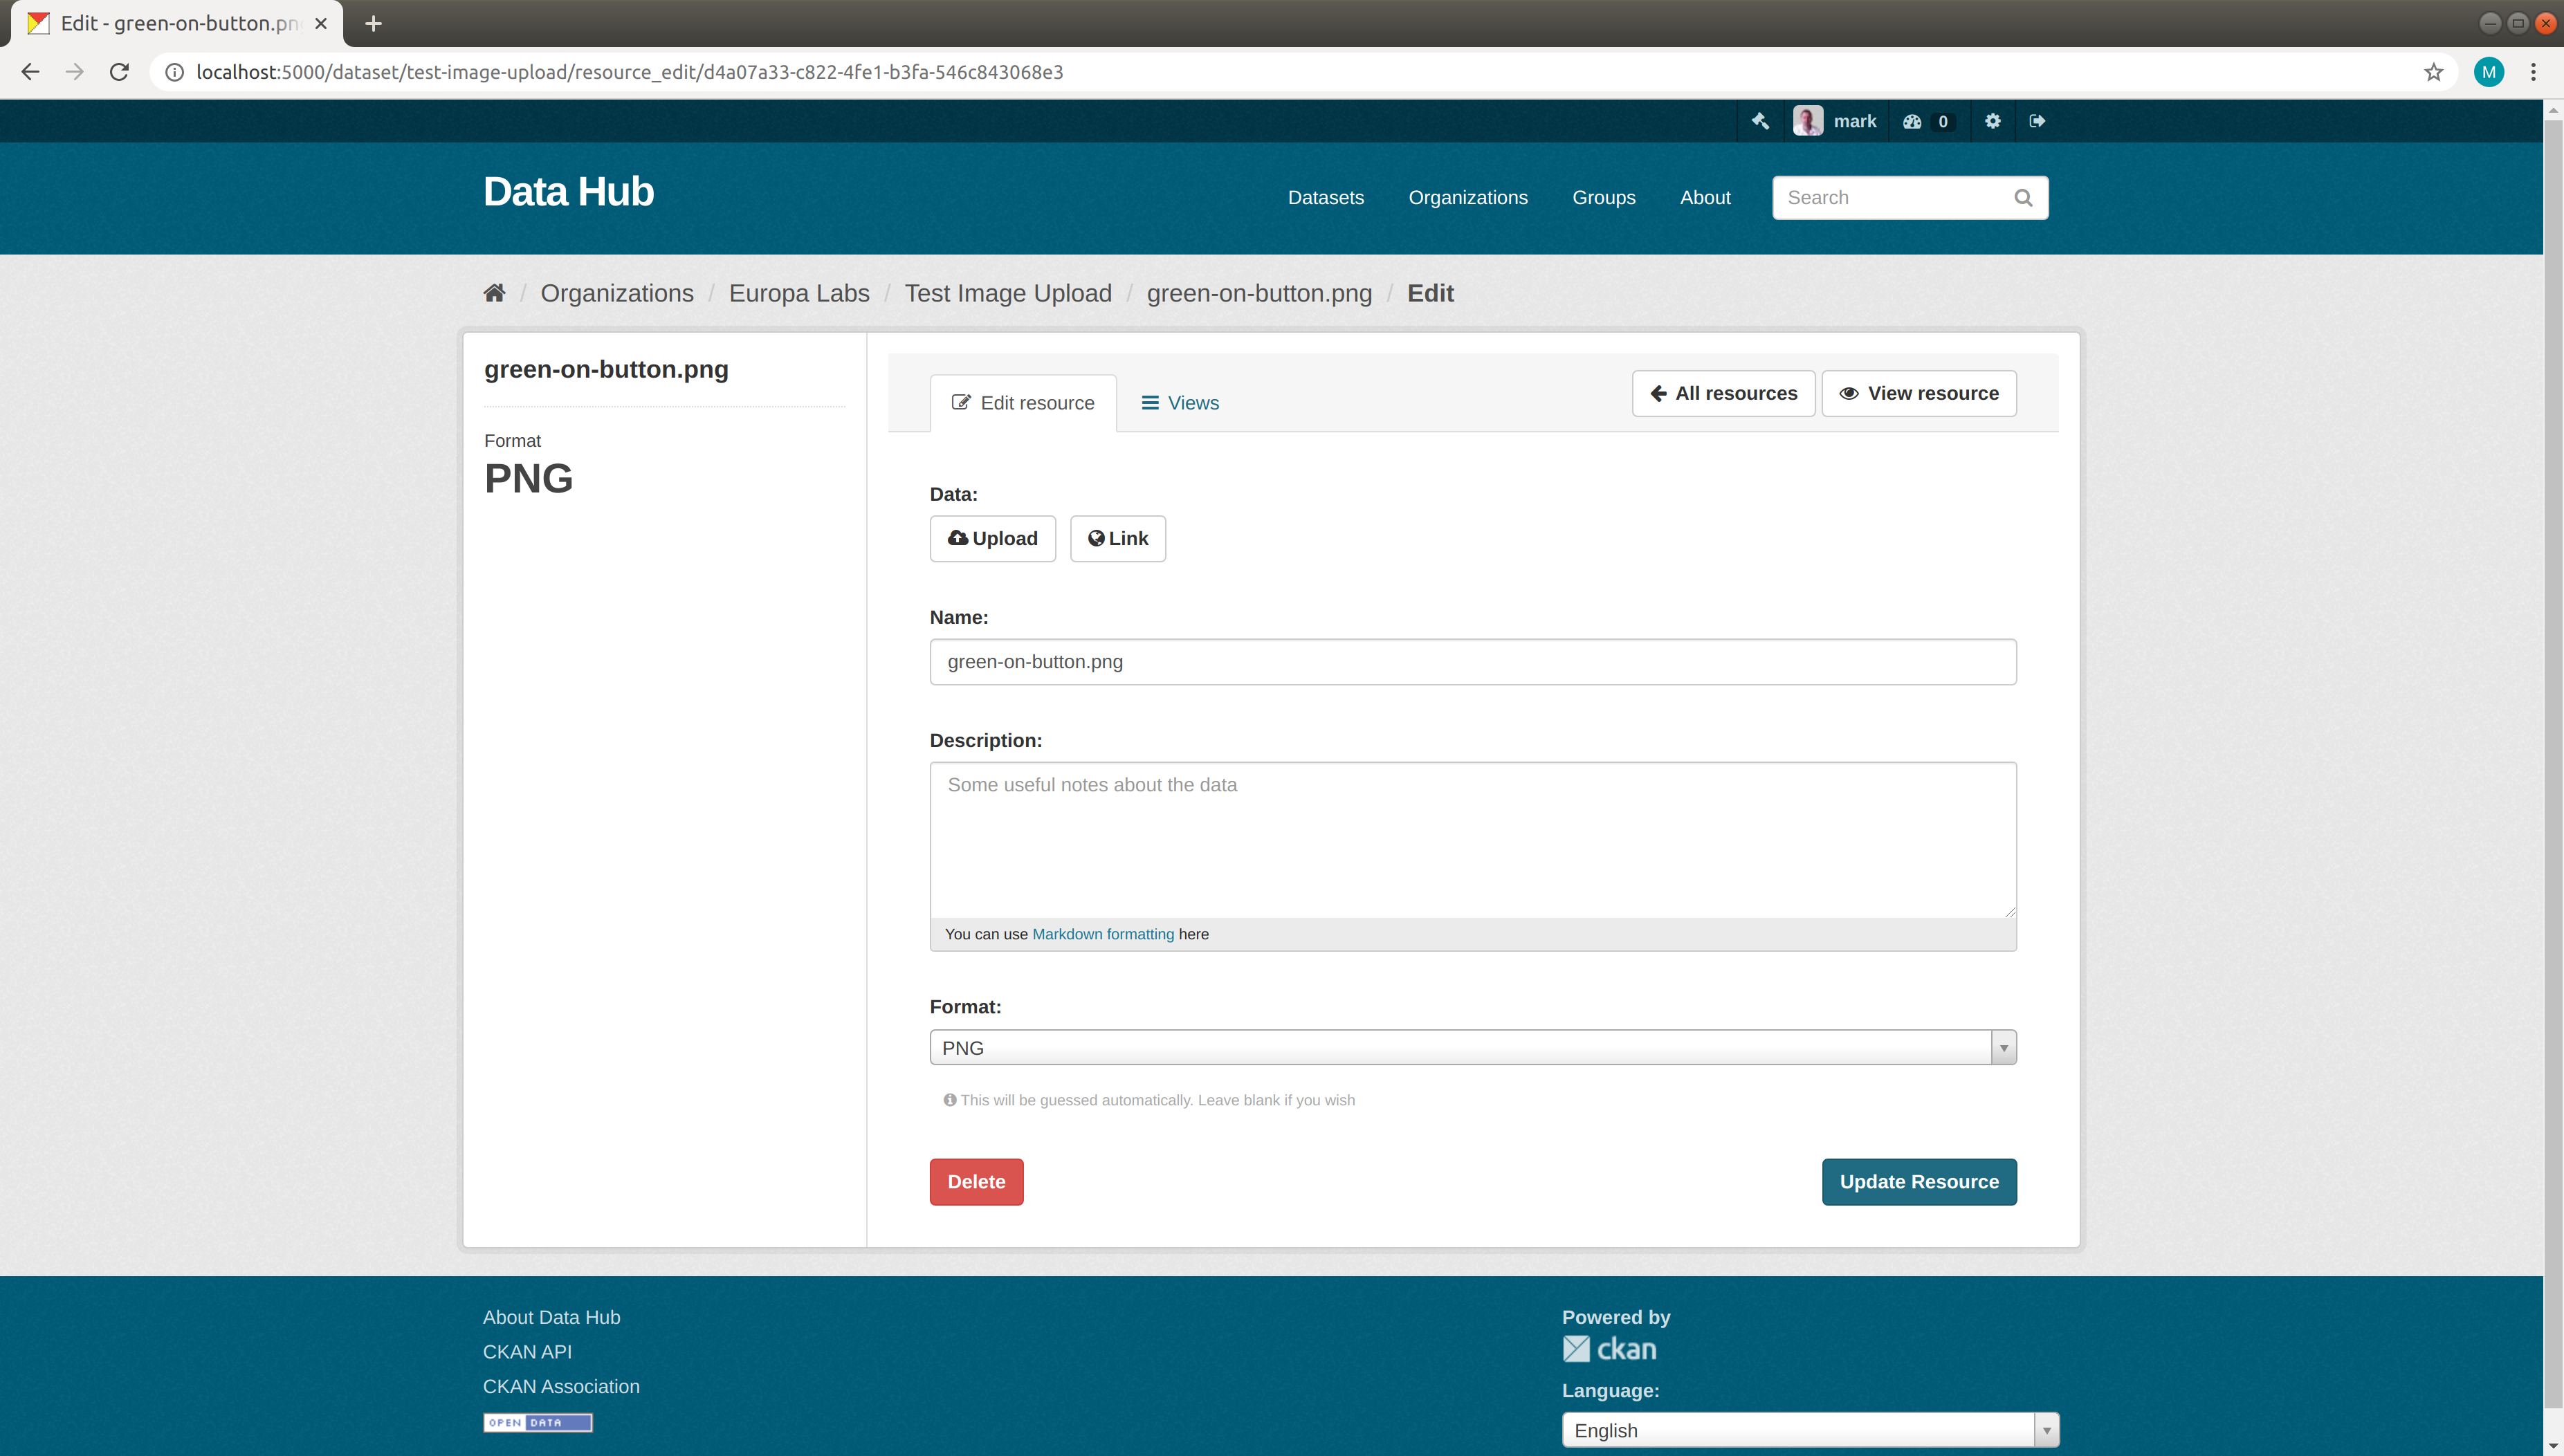 Edit - green-on-button.pn
localhost:5000/dataset/test-image-upload/resource_edit/d4a07a33-c822-4fe1-b3fa-546c843068e3
M
mark
0
Data Hub
Datasets
Organizations
Groups
About
Search
/ Organizations / Europa Labs / Test Image Upload / green-on-button.png / Edit
green-on-button.png
Format
PNG
Edit resource
Views
All resources
View resource
Data:
Upload
Link
Name:
green-on-button.png
Description:
Some useful notes about the data
You can use Markdown formatting here
Format:
PNG
This will be guessed automatically. Leave blank if you wish
Delete
Update Resource
About Data Hub
CKAN API
CKAN Association
OPEN DATA
Powered by
ckan
Language:
English